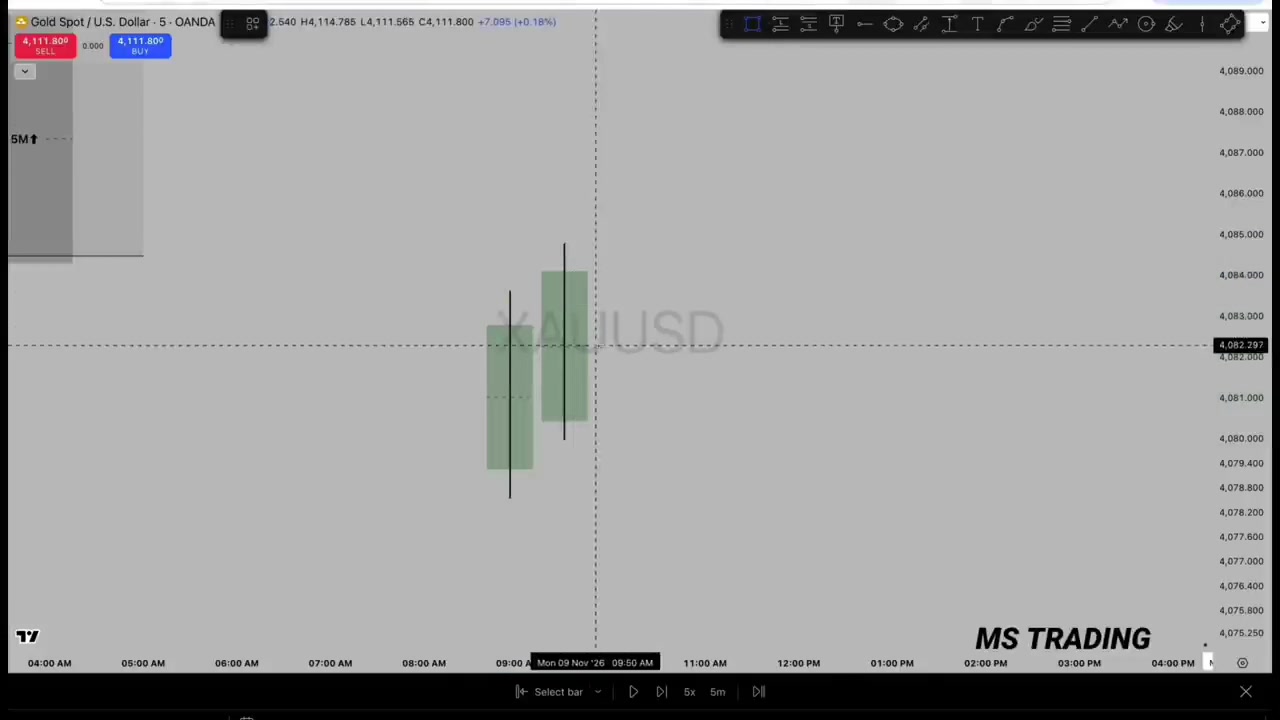 Gold Spot / U.S. Dollar · 5 · OANDA
2.540 H4,114.785 L4,111.565 C4,111.800 +7.095 (+0.18%)
4,111.800
SELL
0.000
4,111.800
BUY
5M⬆
XAUUSD
4,089.000
4,088.000
4,087.000
4,086.000
4,085.000
4,084.000
4,083.000
4,082.297
4,082.000
4,081.000
4,080.000
4,079.400
4,078.800
4,078.200
4,077.600
4,077.000
4,076.400
4,075.800
4,075.250
MS TRADING
04:00 AM
05:00 AM
06:00 AM
07:00 AM
08:00 AM
09:00 A
Mon 09 Nov '26 09:50 AM
11:00 AM
12:00 PM
01:00 PM
02:00 PM
03:00 PM
04:00 PM
Select bar
5x
5m